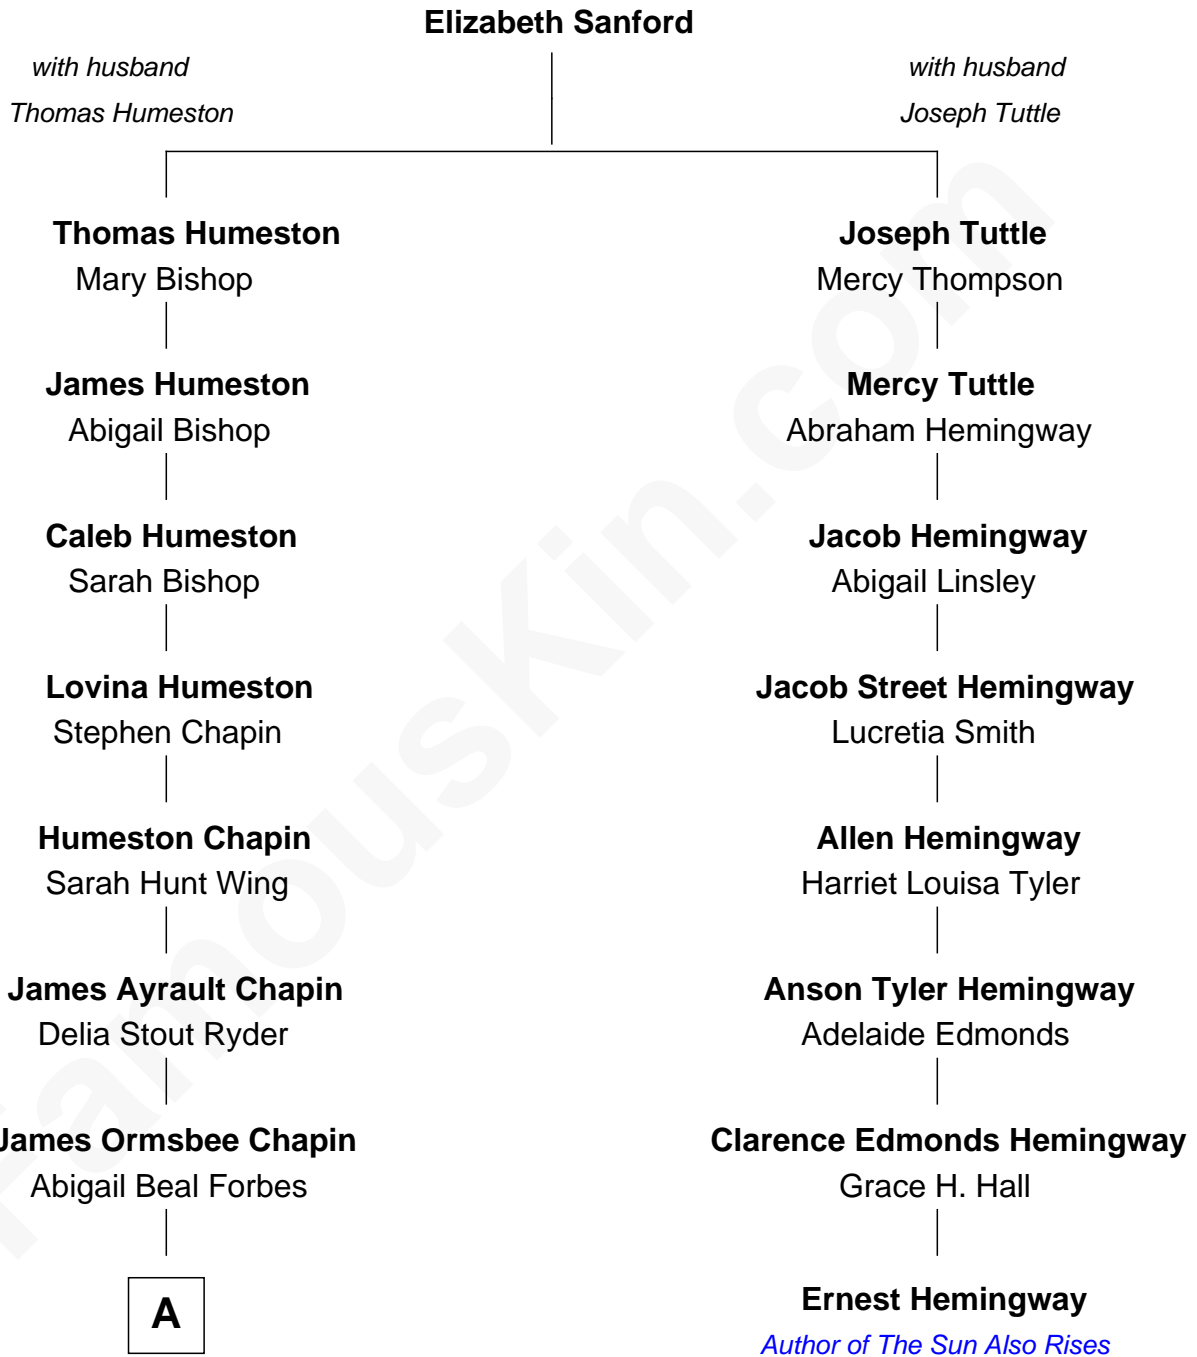 Elizabeth Sanford
with husband
Thomas Humeston
with husband
Joseph Tuttle
Thomas Humeston
Mary Bishop
James Humeston
Abigail Bishop
Caleb Humeston
Sarah Bishop
Lovina Humeston
Stephen Chapin
Humeston Chapin
Sarah Hunt Wing
James Ayrault Chapin
Delia Stout Ryder
James Ormsbee Chapin
Abigail Beal Forbes
A
Joseph Tuttle
Mercy Thompson
Mercy Tuttle
Abraham Hemingway
Jacob Hemingway
Abigail Linsley
Jacob Street Hemingway
Lucretia Smith
Allen Hemingway
Harriet Louisa Tyler
Anson Tyler Hemingway
Adelaide Edmonds
Clarence Edmonds Hemingway
Grace H. Hall
Ernest Hemingway
Author of The Sun Also Rises
FamousKin.com